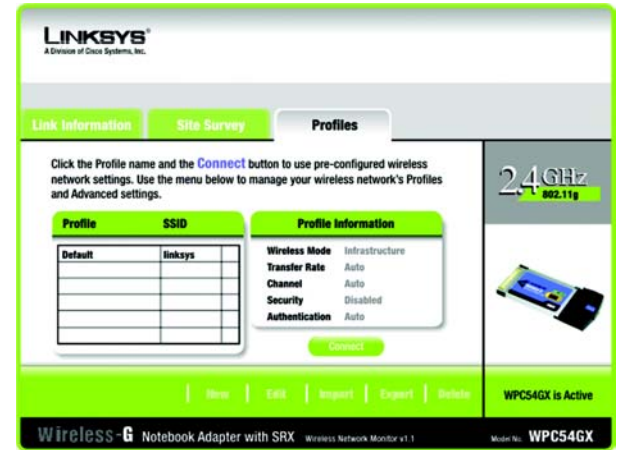 LINKSYS®
A Division of Cisco Systems, Inc.
Link Information Site Survey Profiles
Click the Profile name and the Connect button to use pre-configured wireless
network settings. Use the menu below to manage your wireless network's Profiles
and Advanced settings.
2,4GHz
802.11g
Profile SSID
Default linksys
Profile Information
Wireless Mode Infrastructure
Transfer Rate Auto
Channel Auto
Security Disabled
Authentication Auto
Connect
New Edit Import Export Delete
WPC54GX is Active
Wireless-G Notebook Adapter with SRX Wireless Network Monitor v1.1 Model No. WPC54GX